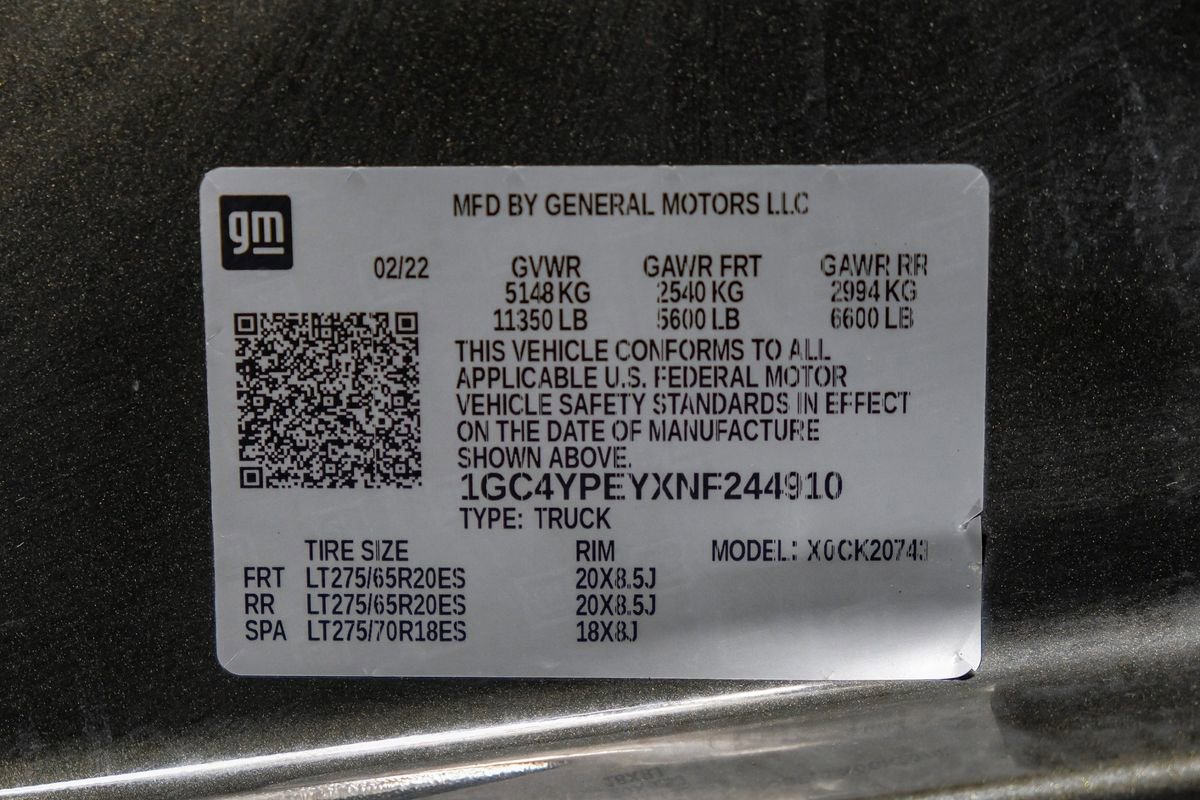 gm
MFD BY GENERAL MOTORS LLC
02/22 GVWR GAWR FRT GAWR RR
5148 KG 2540 KG 2994 KG
11350 LB 5600 LB 6600 LB
THIS VEHICLE CONFORMS TO ALL
APPLICABLE U.S. FEDERAL MOTOR
VEHICLE SAFETY STANDARDS IN EFFECT
ON THE DATE OF MANUFACTURE
SHOWN ABOVE.
1GC4YPEYXNF244910
TYPE: TRUCK
TIRE SIZE RIM MODEL: X0CK20743
FRT LT275/65R20ES 20X8.5J
RR LT275/65R20ES 20X8.5J
SPA LT275/70R18ES 18X8J